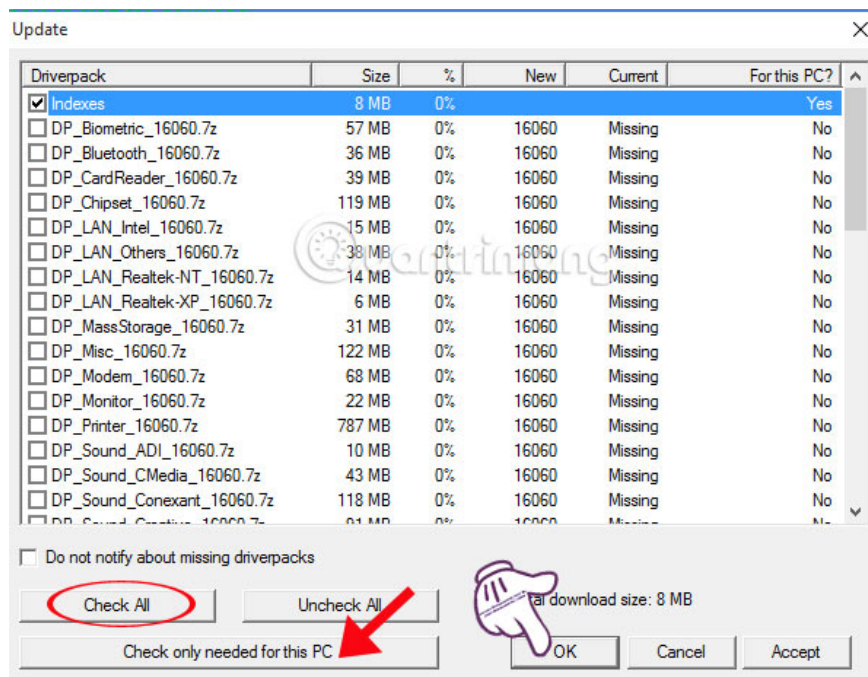 Update
Driverpack Size % New Current For this PC?
Indexes 8 MB 0% Yes
DP_Biometric_16060.7z 57 MB 0% 16060 Missing No
DP_Bluetooth_16060.7z 36 MB 0% 16060 Missing No
DP_CardReader_16060.7z 39 MB 0% 16060 Missing No
DP_Chipset_16060.7z 119 MB 0% 16060 Missing No
DP_LAN_Intel_16060.7z 15 MB 0% 16060 Missing No
DP_LAN_Others_16060.7z 38 MB 0% 16060 Missing No
Quantrimang
DP_LAN_Realtek-NT_16060.7z 14 MB 0% 16060 Missing No
DP_LAN_Realtek-XP_16060.7z 6 MB 0% 16060 Missing No
DP_MassStorage_16060.7z 31 MB 0% 16060 Missing No
DP_Misc_16060.7z 122 MB 0% 16060 Missing No
DP_Modem_16060.7z 68 MB 0% 16060 Missing No
DP_Monitor_16060.7z 22 MB 0% 16060 Missing No
DP_Printer_16060.7z 787 MB 0% 16060 Missing No
DP_Sound_ADI_16060.7z 10 MB 0% 16060 Missing No
DP_Sound_CMedia_16060.7z 43 MB 0% 16060 Missing No
DP_Sound_Conexant_16060.7z 118 MB 0% 16060 Missing No
Do not notify about missing driverpacks
Check All Uncheck All download size: 8 MB
Check only needed for this PC OK Cancel Accept